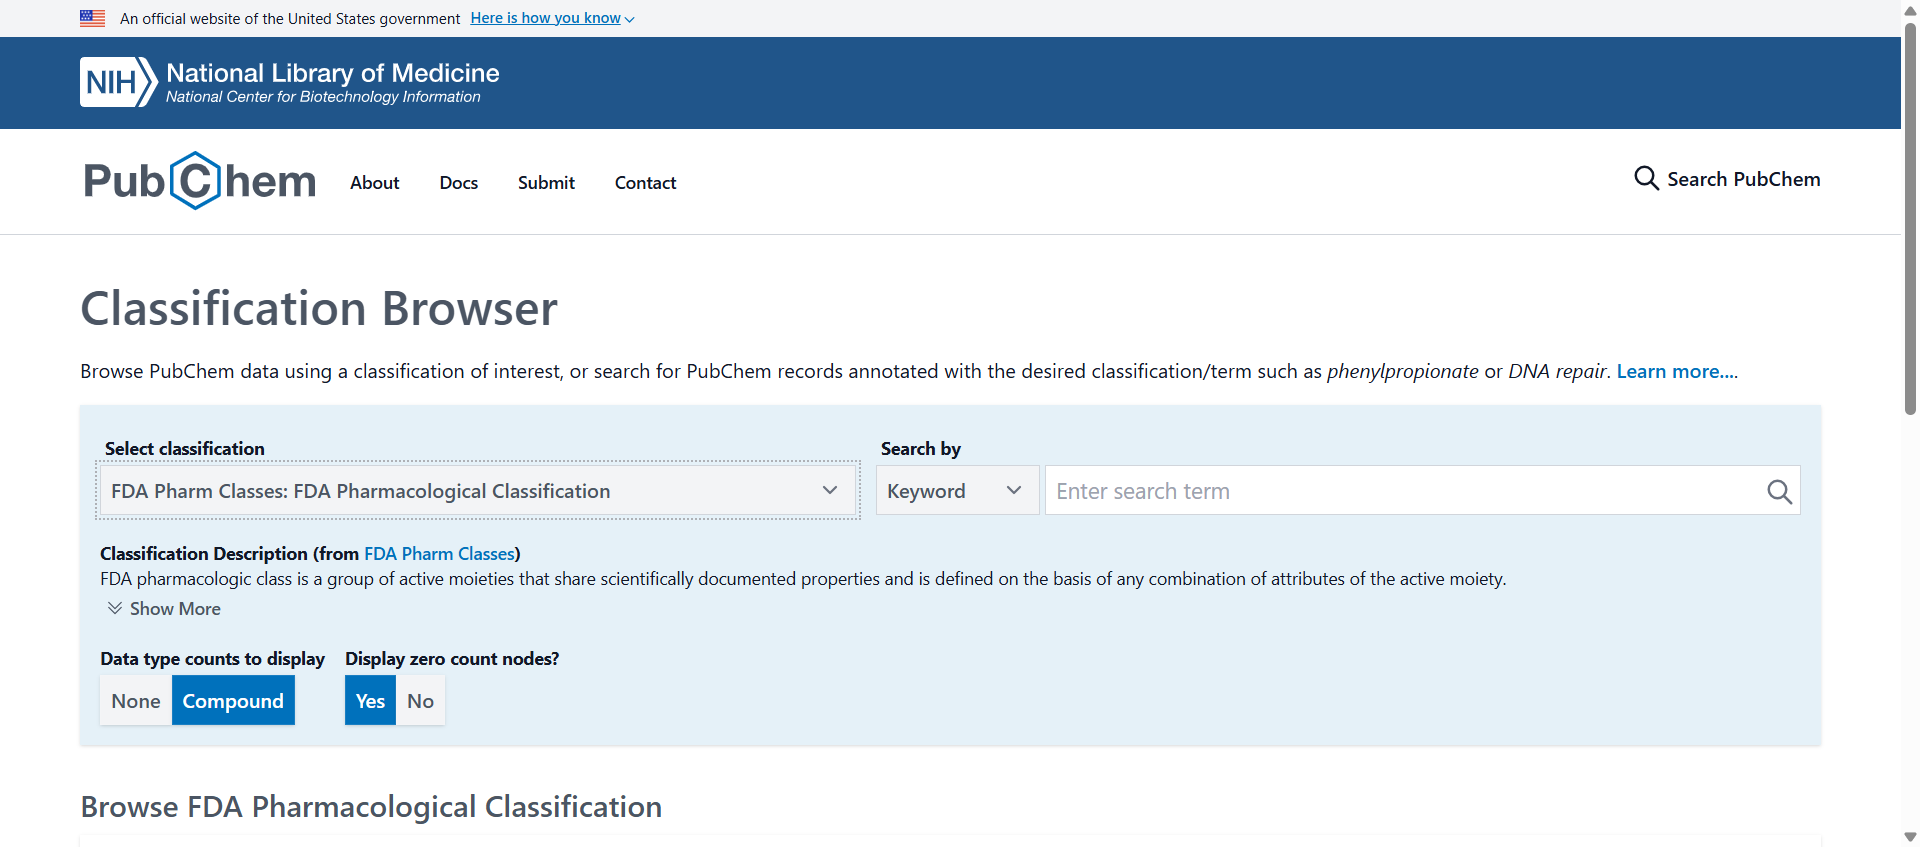 An official website of the United States government Here is how you know
NIH National Library of Medicine
National Center for Biotechnology Information
PubChem About Docs Submit Contact Search PubChem
Classification Browser
Browse PubChem data using a classification of interest, or search for PubChem records annotated with the desired classification/term such as phenylpropionate or DNA repair. Learn more....
Select classification Search by
FDA Pharm Classes: FDA Pharmacological Classification Keyword Enter search term
Classification Description (from FDA Pharm Classes)
FDA pharmacologic class is a group of active moieties that share scientifically documented properties and is defined on the basis of any combination of attributes of the active moiety.
Show More
Data type counts to display Display zero count nodes?
None Compound Yes No
Browse FDA Pharmacological Classification